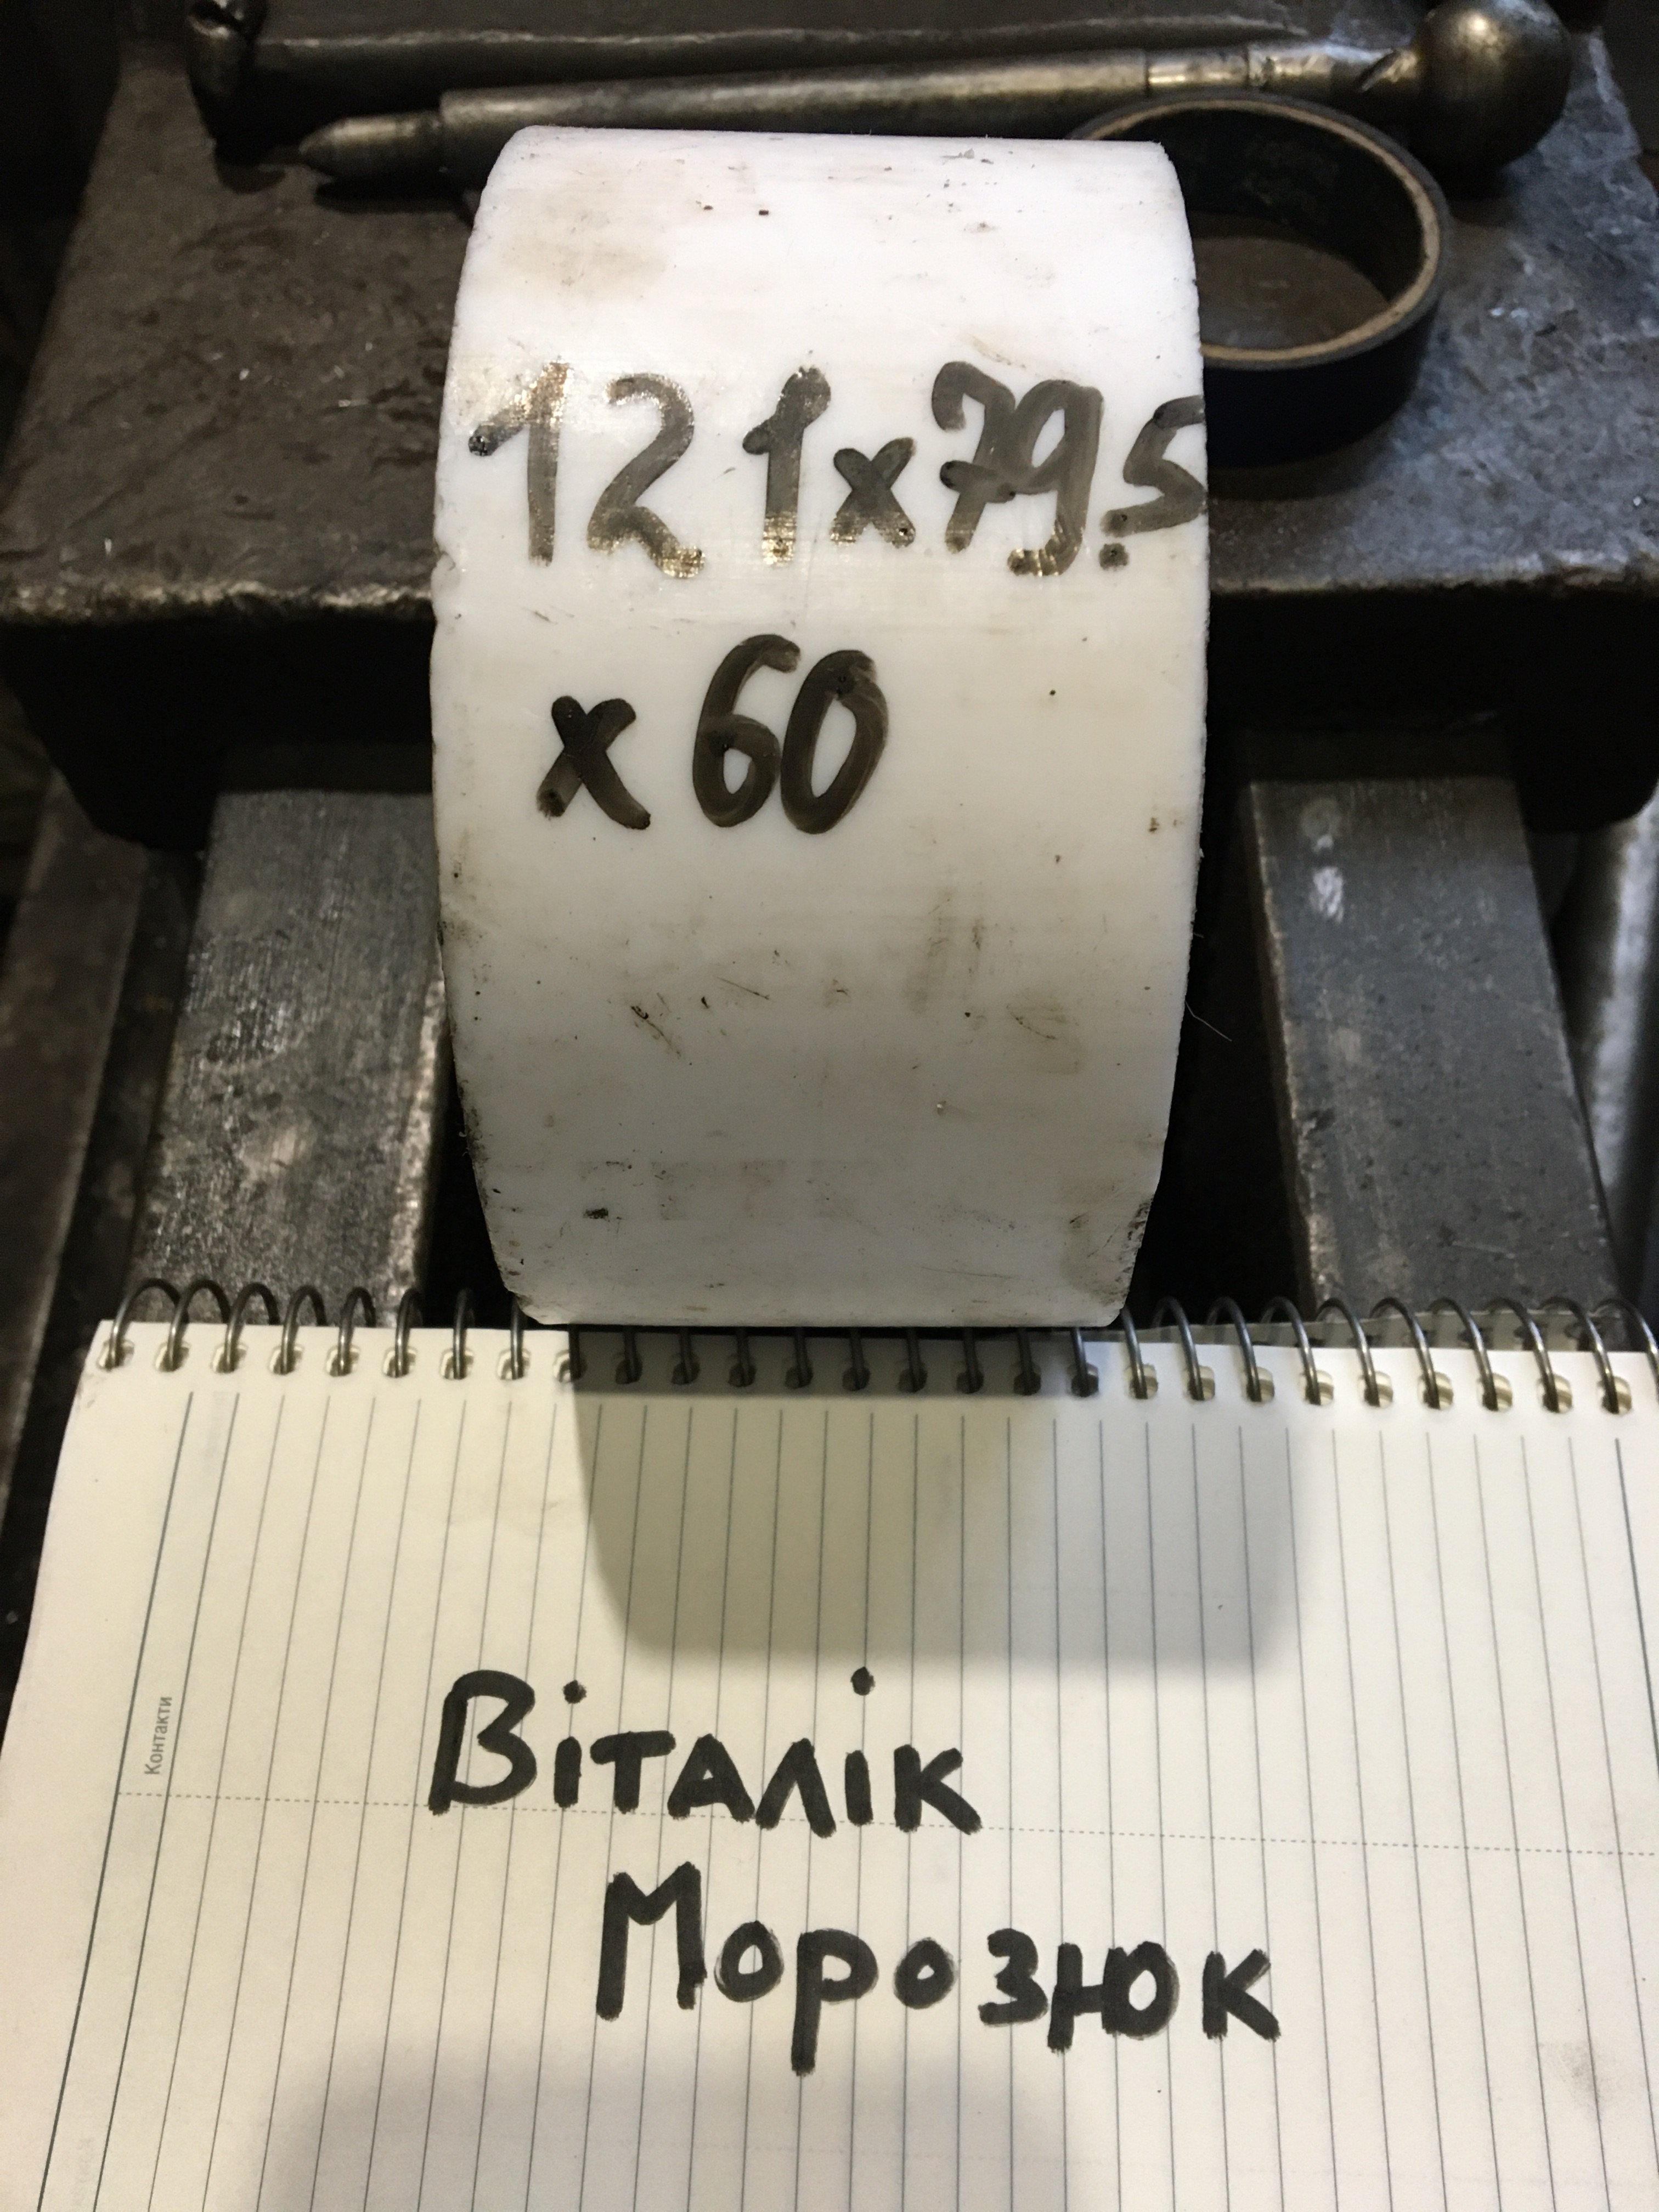 121x79.5
x60
Контакти
Віталік
Морозюк